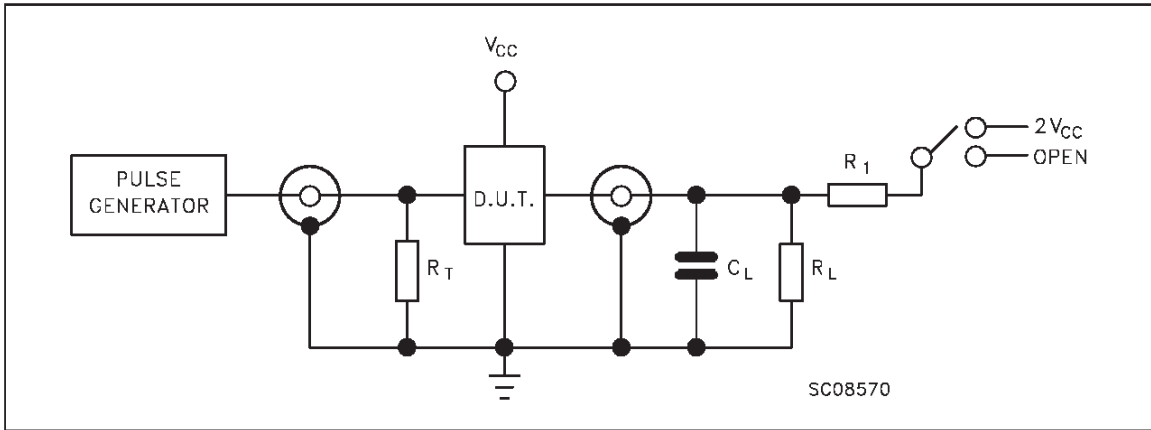 VCC
PULSE
GENERATOR
D.U.T.
RT
CL
RL
R1
2VCC
OPEN
SC08570